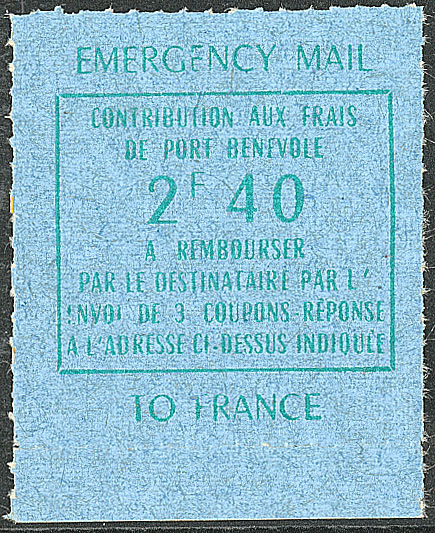 EMERGENCY MAIL
CONTRIBUTION AUX FRAIS
DE PORT BENEVOLE
2F 40
A REMBOURSER
PAR LE DESTINATAIRE PAR L'.
ENVOI DE 3 COUPONS-REPONSE
A L'ADRESSE CI-DESSUS INDIQUEE
TO FRANCE